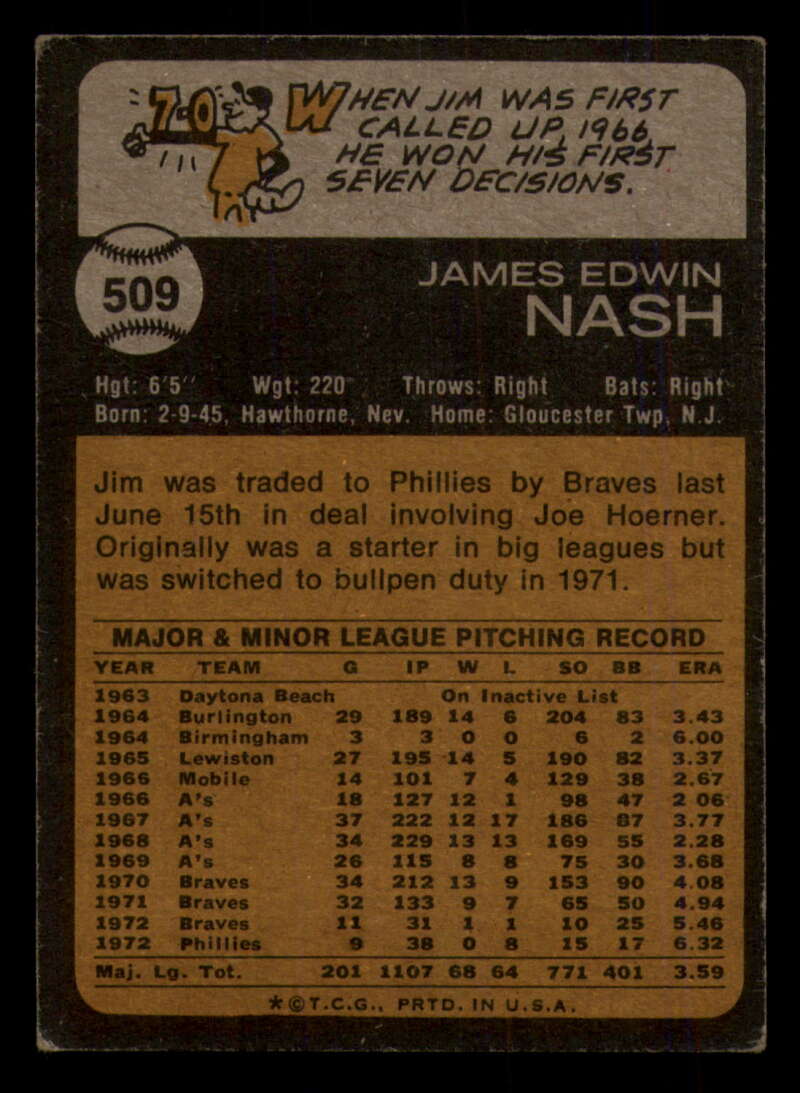 7-0
WHEN JIM WAS FIRST
CALLED UP, 1966,
HE WON HIS FIRST
SEVEN DECISIONS.
509
JAMES EDWIN
NASH
Hgt: 6'5" Wgt: 220 Throws: Right Bats: Right
Born: 2-9-45, Hawthorne, Nev. Home: Gloucester Twp, N.J.
Jim was traded to Phillies by Braves last
June 15th in deal involving Joe Hoerner.
Originally was a starter in big leagues but
was switched to bullpen duty in 1971.
MAJOR & MINOR LEAGUE PITCHING RECORD
YEAR TEAM G IP W L SO BB ERA
1963 Daytona Beach On Inactive List
1964 Burlington 29 189 14 6 204 83 3.43
1964 Birmingham 3 3 0 0 6 2 6.00
1965 Lewiston 27 195 14 5 190 82 3.37
1966 Mobile 14 101 7 4 129 38 2.67
1966 A's 18 127 12 1 98 47 2 06
1967 A's 37 222 12 17 186 87 3.77
1968 A's 34 229 13 13 169 55 2.28
1969 A's 26 115 8 8 75 30 3.68
1970 Braves 34 212 13 9 153 90 4.08
1971 Braves 32 133 9 7 65 50 4.94
1972 Braves 11 31 1 1 10 25 5.46
1972 Phillies 9 38 0 8 15 17 6.32
Maj. Lg. Tot. 201 1107 68 64 771 401 3.59
*©T.C.G., PRTD. IN U.S.A.